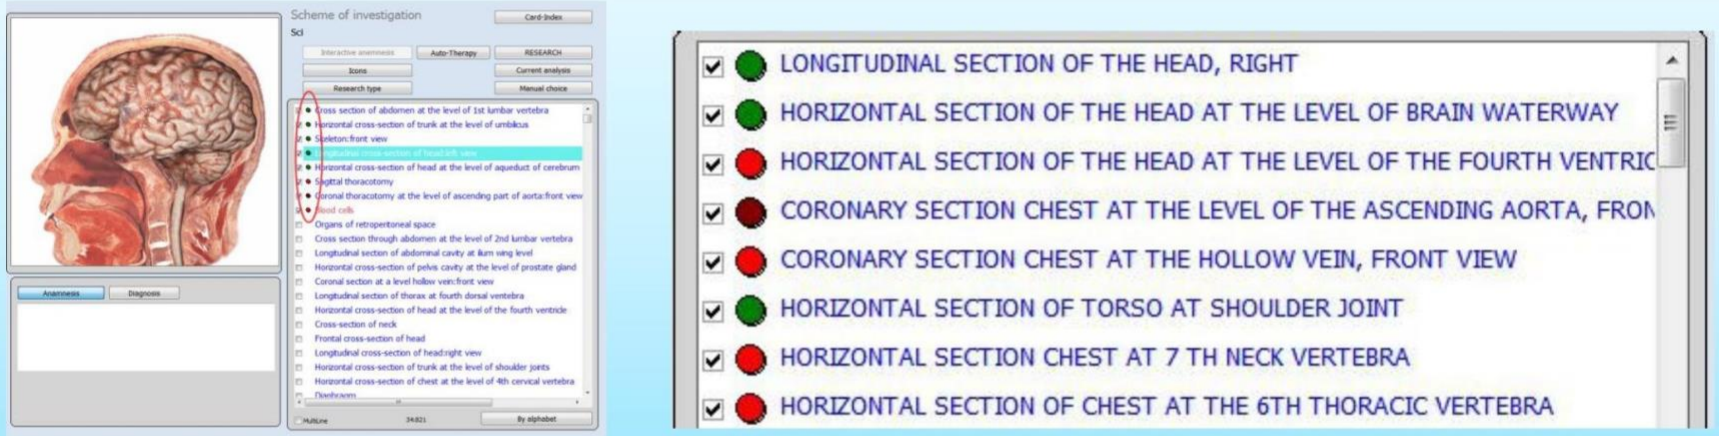 Scheme of investigation
Card-Index
Sci
Interactive anemnesis
Auto-Therapy
RESEARCH
Icons
Current analysis
Research type
Manual choice
Cross section of abdomen at the level of 1st lumbar vertebra
Horizontal cross-section of trunk at the level of umbilicus
Skeleton:front view
Longitudinal cross-section of head:left view
Horizontal cross-section of head at the level of aqueduct of cerebrum
Sagittal thoracotomy
Coronal thoracotomy at the level of ascending part of aorta:front view
Blood cells
Organs of retroperitoneal space
Cross section through abdomen at the level of 2nd lumbar vertebra
Longitudinal section of abdominal cavity at ilium wing level
Horizontal cross-section of pelvis cavity at the level of prostate gland
Coronal section at a level hollow vein:front view
Longitudinal section of thorax at fourth dorsal ventebra
Horizontal cross-section of head at the level of the fourth ventricle
Cross-section of neck
Frontal cross-section of head
Longitudinal cross-section of head:right view
Horizontal cross-section of trunk at the level of shoulder joints
Horizontal cross-section of chest at the level of 4th cervical vertebra
Diaphragm
MultiLine
34.821
By alphabet
Anamnesis
Diagnosis
LONGITUDINAL SECTION OF THE HEAD, RIGHT
HORIZONTAL SECTION OF THE HEAD AT THE LEVEL OF BRAIN WATERWAY
HORIZONTAL SECTION OF THE HEAD AT THE LEVEL OF THE FOURTH VENTRIC
CORONARY SECTION CHEST AT THE LEVEL OF THE ASCENDING AORTA, FRON
CORONARY SECTION CHEST AT THE HOLLOW VEIN, FRONT VIEW
HORIZONTAL SECTION OF TORSO AT SHOULDER JOINT
HORIZONTAL SECTION CHEST AT 7 TH NECK VERTEBRA
HORIZONTAL SECTION OF CHEST AT THE 6TH THORACIC VERTEBRA